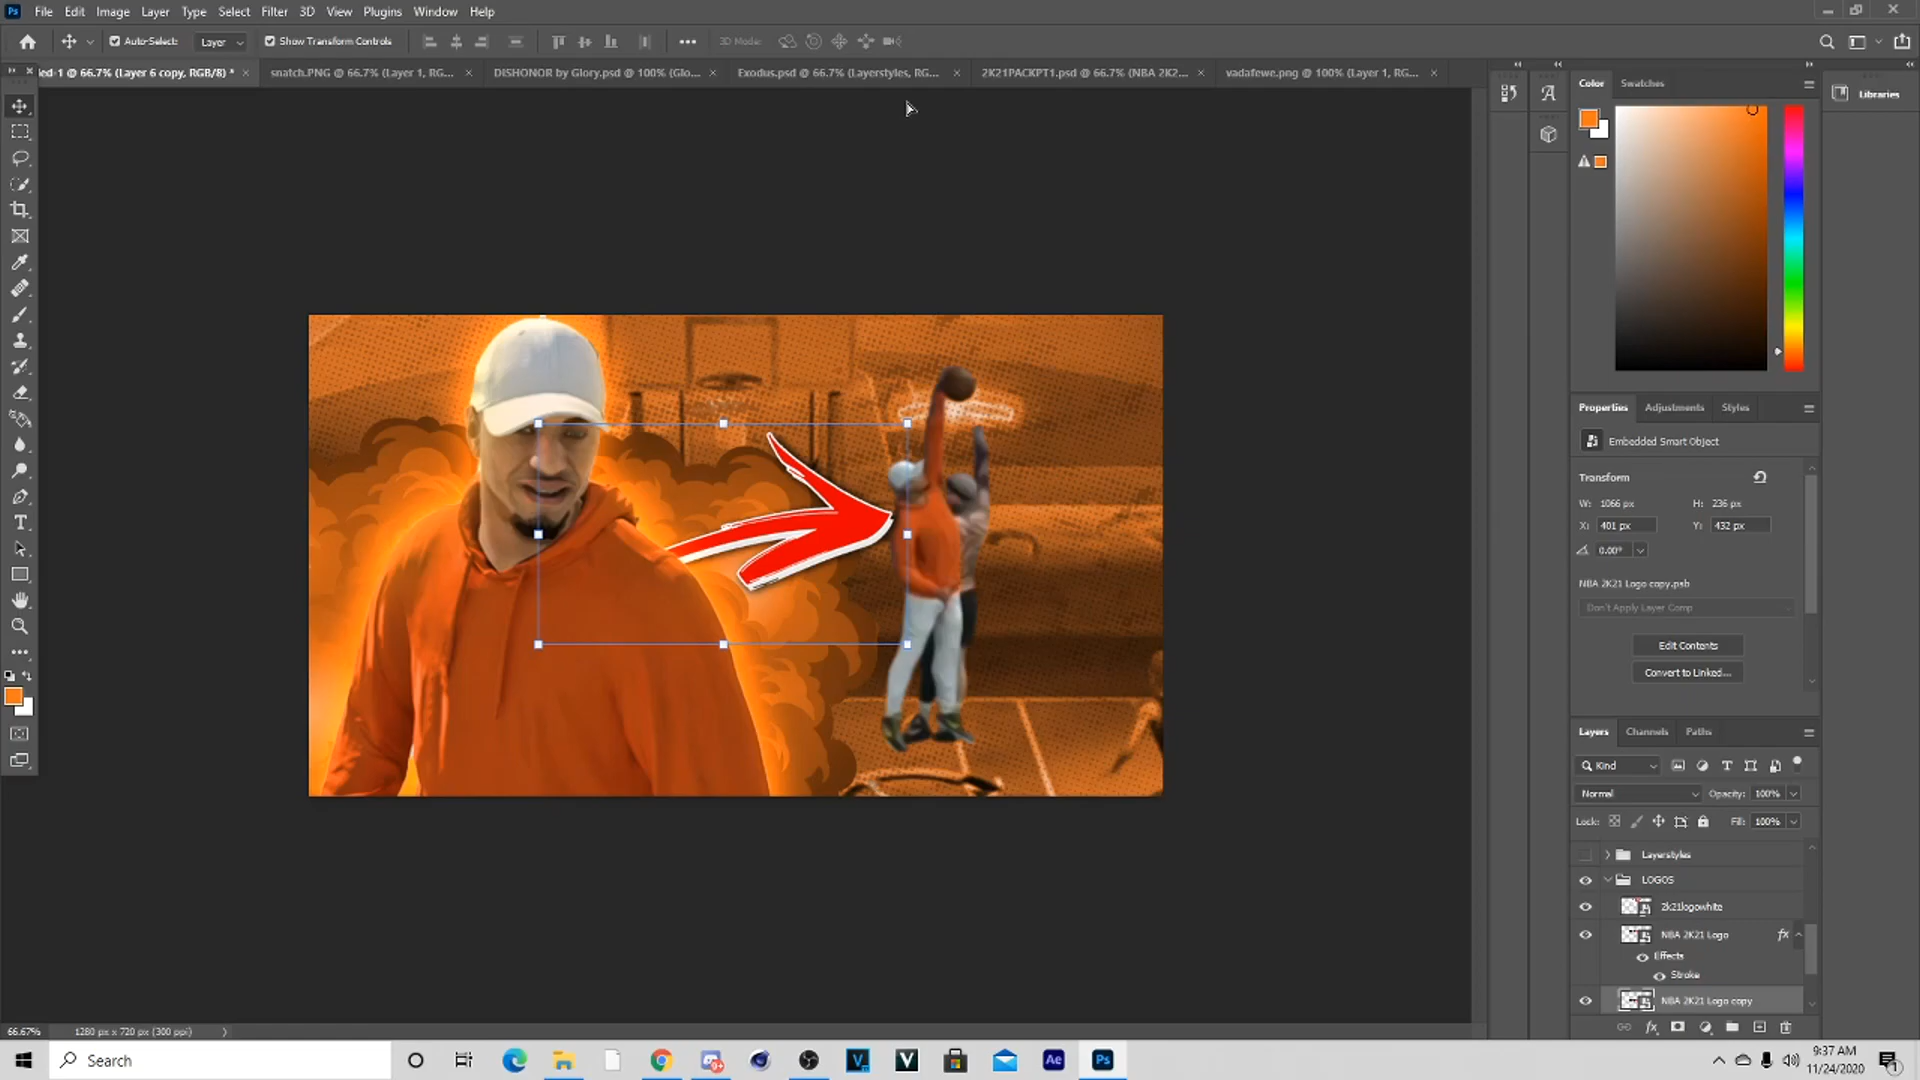 Ps File Edit Image Layer Type Select Filter 3D View Plugins Window Help
Auto-Select: Layer Show Transform Controls 3D Mode:
ed-1 @ 66.7% (Layer 6 copy, RGB/8) * snatch.PNG @ 66.7% (Layer 1, RG... DISHONOR by Glory.psd @ 100% (Glo... Exodus.psd @ 66.7% (Layerstyles, RG... 2K21PACKPT1.psd @ 66.7% (NBA 2K2... vadafewe.png @ 100% (Layer 1, RG...
Color Swatches
Libraries
Properties Adjustments Styles
Embedded Smart Object
Transform
W: 1066 px H: 236 px
X: 401 px Y: 432 px
0.00°
NBA 2K21 Logo copy.psb
Don't Apply Layer Comp
Edit Contents
Convert to Linked...
Layers Channels Paths
Kind
Normal Opacity: 100%
Lock: Fill: 100%
Layerstyles
LOGOS
2k21logowhite
NBA 2K21 Logo fx
Effects
Stroke
NBA 2K21 Logo copy
66.67% 1280 px x 720 px (300 ppi)
Search
Ae Ps
9:37 AM
11/24/2020